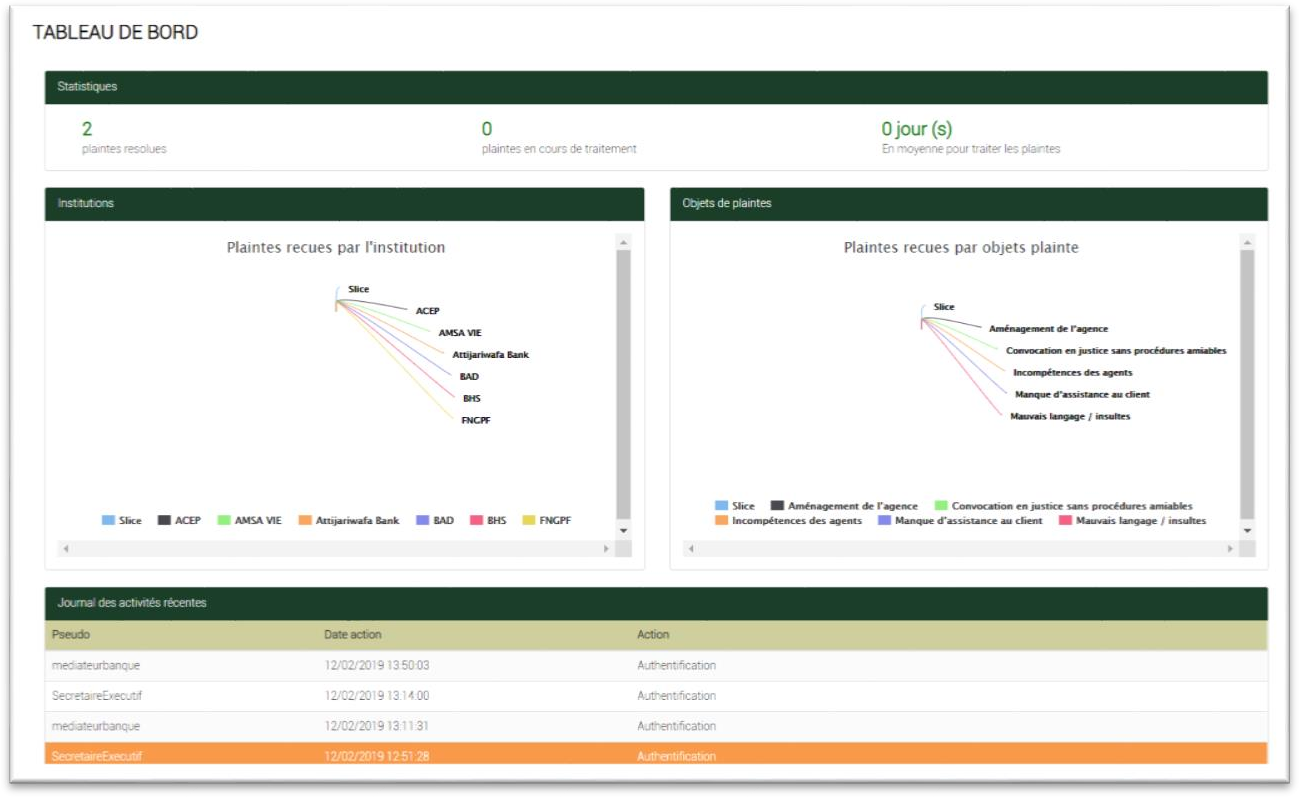 TABLEAU DE BORD
Statistiques
2
plaintes resolues
0
plaintes en cours de traitement
0 jour (s)
En moyenne pour traiter les plaintes
Institutions
Plaintes recues par l'institution
Slice
ACEP
AMSA VIE
Attijariwafa Bank
BAD
BHS
FNGPF
Slice ACEP AMSA VIE Attijariwafa Bank BAD BHS FNGPF
Objets de plaintes
Plaintes recues par objets plainte
Slice
Aménagement de l'agence
Convocation en justice sans procédures amiables
Incompétences des agents
Manque d'assistance au client
Mauvais langage / insultes
Slice Aménagement de l'agence Convocation en justice sans procédures amiables
Incompétences des agents Manque d'assistance au client Mauvais langage / insultes
Journal des activités récentes
Pseudo Date action Action
mediateurbanque 12/02/2019 13:50:03 Authentification
SecretaireExecutif 12/02/2019 13:14:00 Authentification
mediateurbanque 12/02/2019 13:11:31 Authentification
SecretaireExecutif 12/02/2019 12:51:28 Authentification